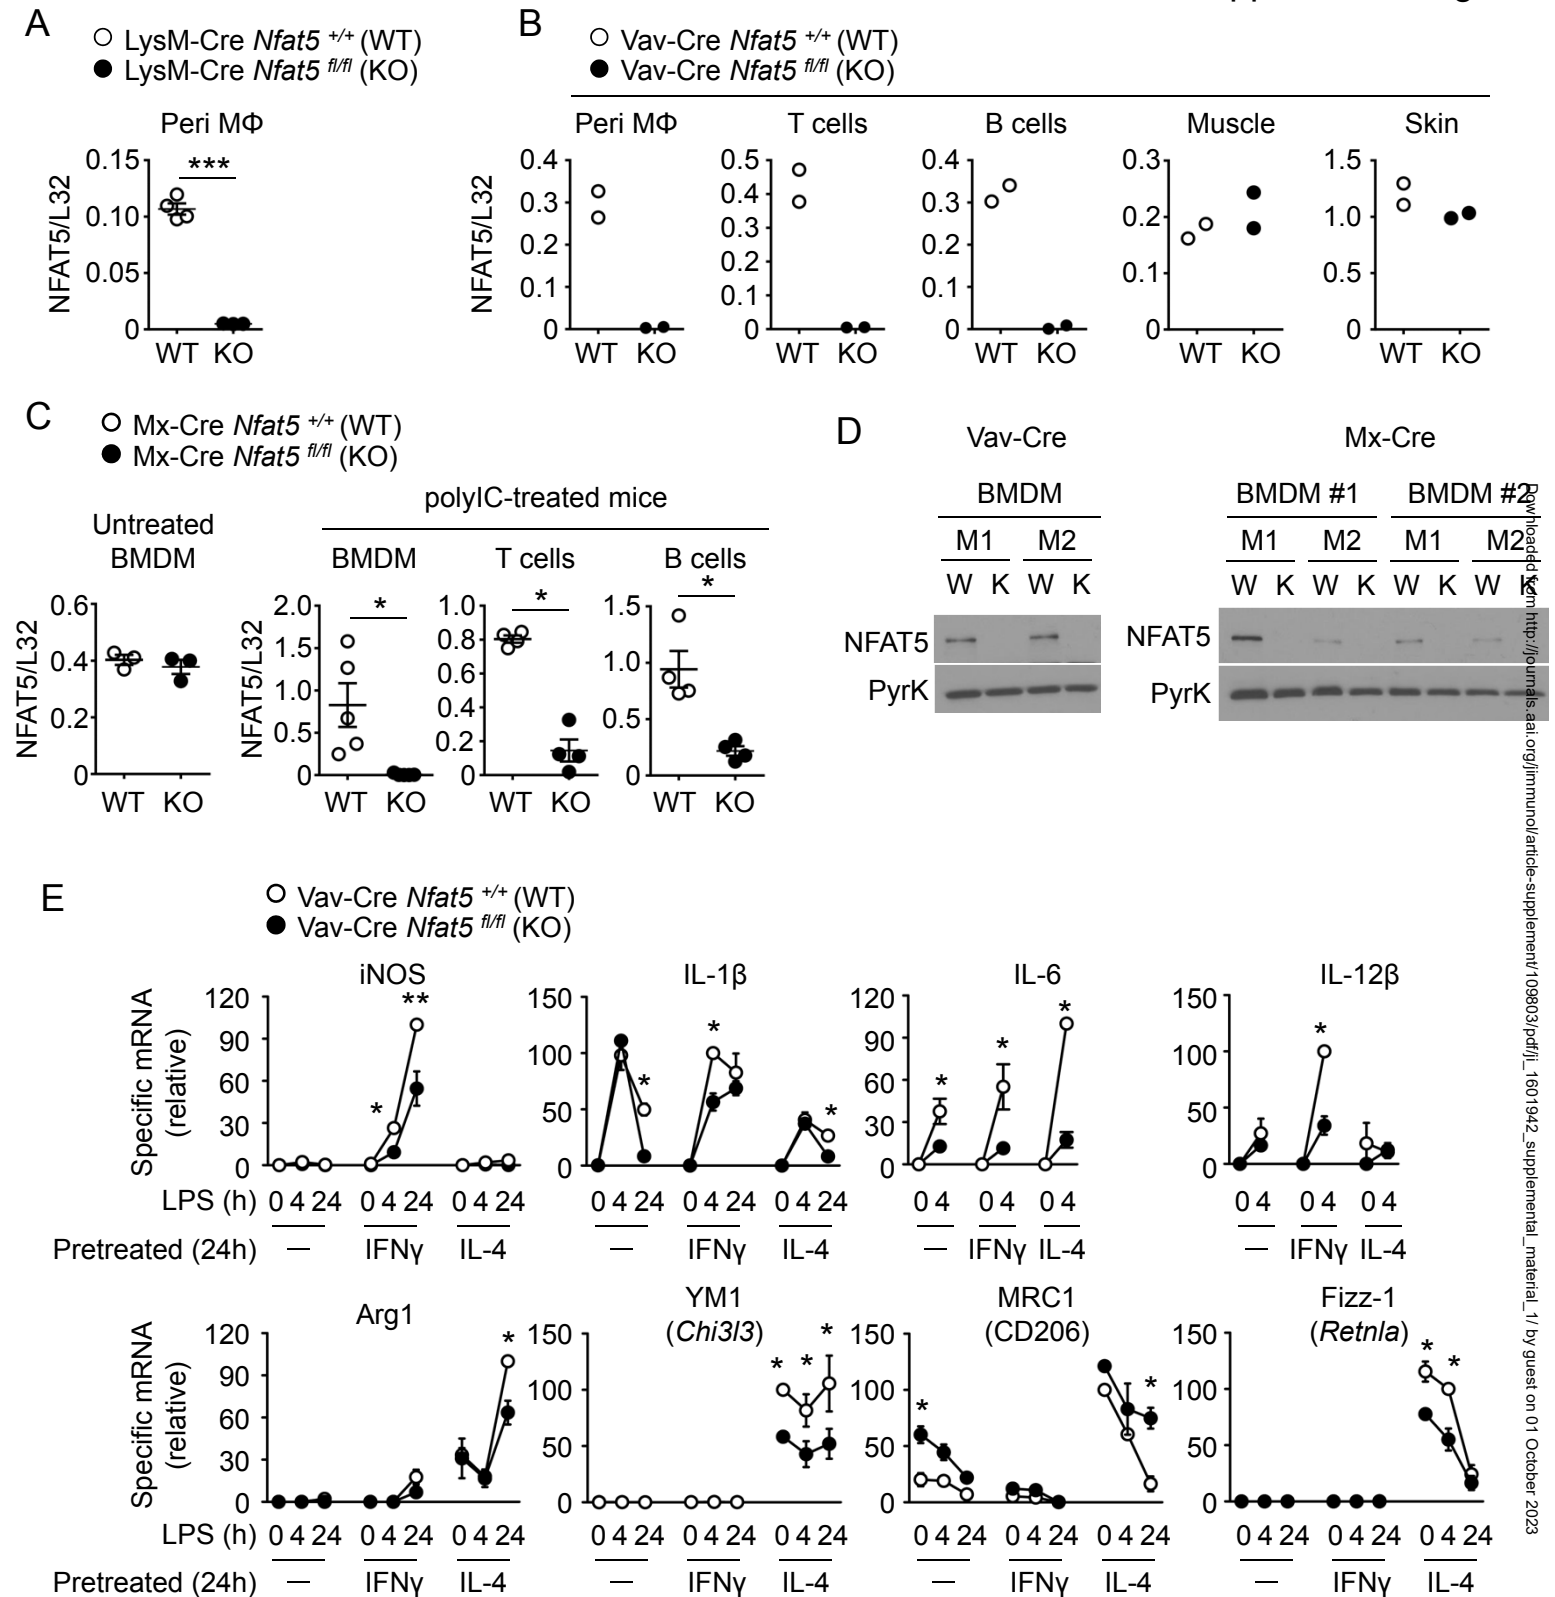 A
LysM-Cre Nfat5 +/+ (WT)
LysM-Cre Nfat5 fl/fl (KO)
Peri MΦ
NFAT5/L32
0.15
0.10
0.05
0
***
WT KO
B
Vav-Cre Nfat5 +/+ (WT)
Vav-Cre Nfat5 fl/fl (KO)
Peri MΦ
NFAT5/L32
0.4
0.3
0.2
0.1
0
WT KO
T cells
0.5
0.4
0.3
0.2
0.1
0
WT KO
B cells
0.4
0.3
0.2
0.1
0
WT KO
Muscle
0.3
0.2
0.1
0
WT KO
Skin
1.5
1.0
0.5
0
WT KO
C
Mx-Cre Nfat5 +/+ (WT)
Mx-Cre Nfat5 fl/fl (KO)
Untreated
BMDM
NFAT5/L32
0.6
0.4
0.2
0
WT KO
polyIC-treated mice
BMDM
NFAT5/L32
2.0
1.5
1.0
0.5
0
*
WT KO
T cells
1.0
0.8
0.6
0.4
0.2
0
*
WT KO
B cells
1.5
1.0
0.5
0
*
WT KO
D
Vav-Cre
BMDM
M1 M2
W K W K
NFAT5
PyrK
Mx-Cre
BMDM #1 BMDM #2
M1 M2 M1 M2
W K W K W K W K
NFAT5
PyrK
E
Vav-Cre Nfat5 +/+ (WT)
Vav-Cre Nfat5 fl/fl (KO)
iNOS
Specific mRNA
(relative)
120
90
60
30
0
* **
LPS (h) 0 4 24 0 4 24 0 4 24
Pretreated (24h) — IFNγ IL-4
IL-1β
150
100
50
0
* * *
0 4 24 0 4 24 0 4 24
— IFNγ IL-4
IL-6
120
90
60
30
0
* * *
0 4 0 4 0 4
— IFNγ IL-4
IL-12β
150
100
50
0
*
0 4 0 4 0 4
— IFNγ IL-4
Arg1
Specific mRNA
(relative)
120
90
60
30
0
*
LPS (h) 0 4 24 0 4 24 0 4 24
Pretreated (24h) — IFNγ IL-4
YM1
(Chi3l3)
150
100
50
0
* * *
0 4 24 0 4 24 0 4 24
— IFNγ IL-4
MRC1
(CD206)
150
100
50
0
* *
0 4 24 0 4 24 0 4 24
— IFNγ IL-4
Fizz-1
(Retnla)
150
100
50
0
* *
0 4 24 0 4 24 0 4 24
— IFNγ IL-4
Downloaded from http://journals.aai.org/jimmunol/article-supplement/109803/pdf/ji_1601942_supplemental_material_1/ by guest on 01 October 2023